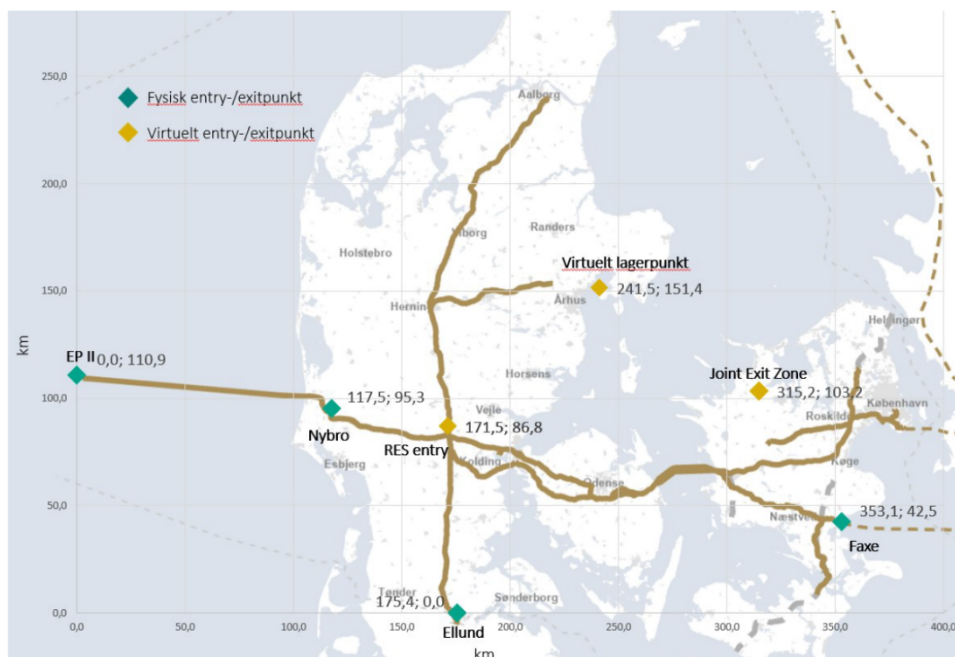 250,0
Aalborg
Fysisk entry-/exitpunkt
Virtuelt entry-/exitpunkt
200,0
Viborg
Randers
Holstebro
Virtuelt lagerpunkt
241,5; 151,4
150,0
Hernin
Århus
Helsingør
km
EP II
0,0; 110,9
Horsens
Joint Exit Zone
315,2; 103,2
100,0
117,5; 95,3
København
Nybro
Vejle
171,5; 86,8
Roskilde
RES entry
Esbjerg
Kolding
Køge
Odense
50,0
353,1; 42,5
Næstved
Faxe
Tønder
175,4; 0,0
Sønderborg
0,0
Ellund
0,0
50,0
100,0
150,0
200,0
250,0
300,0
350,0
400,0
km